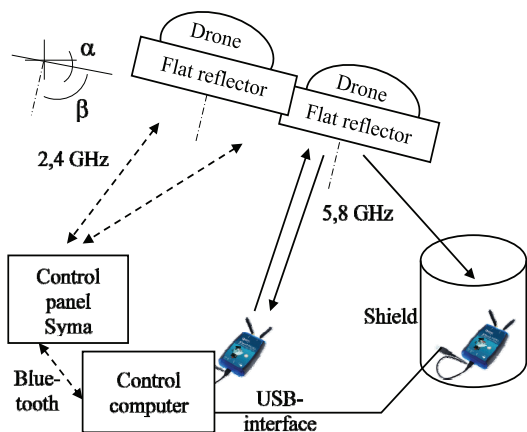 α
β
Drone
Flat reflector
Drone
Flat reflector
2,4 GHz
5,8 GHz
Control
panel
Syma
Shield
Blue-
tooth
Control
computer
USB-
interface